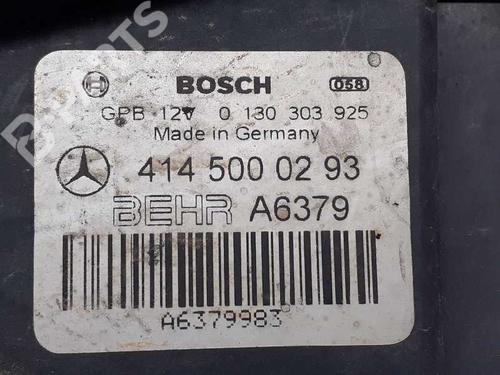 BOSCH 058
GPB 12V 0 130 303 925
Made in Germany
414 500 02 93
BEHR A6379
A6379983